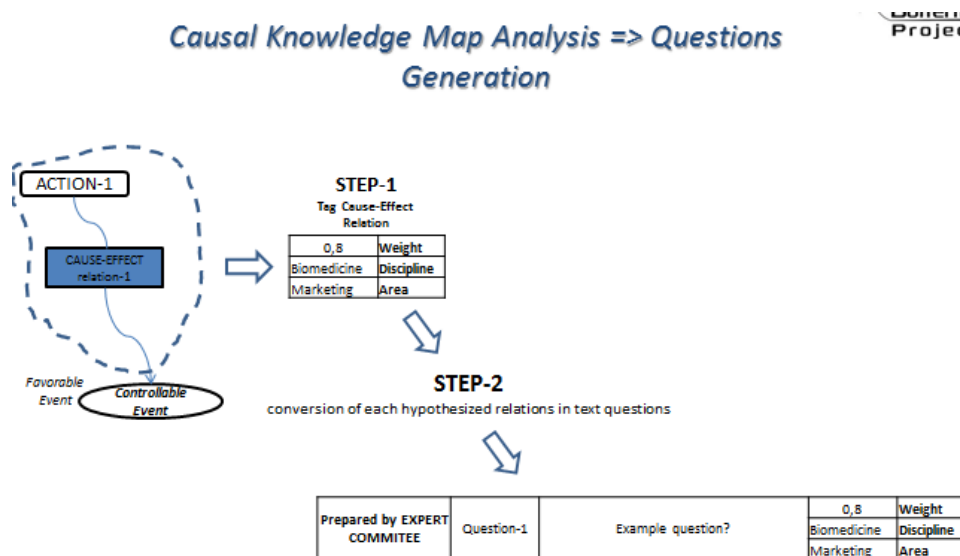 Causal Knowledge Map Analysis => Questions
Generation
Project
ACTION-1
CAUSE-EFFECT
relation-1
Favorable
Event
Controllable
Event
STEP-1
Tag Cause-Effect
Relation
0,8 Weight
Biomedicine Discipline
Marketing Area
STEP-2
conversion of each hypothesized relations in text questions
Prepared by EXPERT
COMMITEE
Question-1
Example question?
0,8 Weight
Biomedicine Discipline
Marketing Area